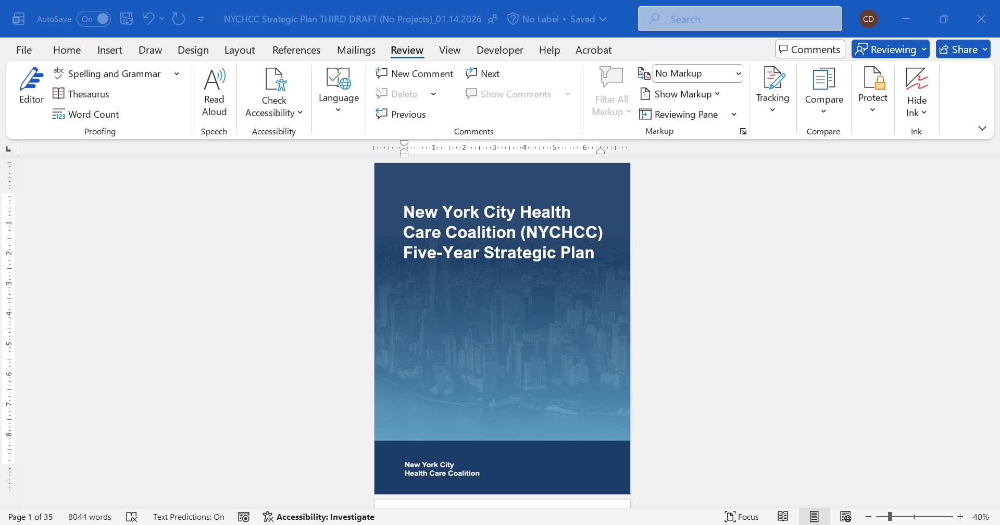 AutoSave On NYCHCC Strategic Plan THIRD DRAFT (No Projects)_01.14.2026 No Label • Saved Search CD
File Home Insert Draw Design Layout References Mailings Review View Developer Help Acrobat Comments Reviewing Share
Editor
abc Spelling and Grammar
Thesaurus
123 Word Count
Proofing
Read
Aloud
Speech
Check
Accessibility
Accessibility
Language
New Comment
Delete
Previous
Next
Show Comments
Comments
Filter All
Markup
No Markup
Show Markup
Reviewing Pane
Markup
Tracking
Compare
Compare
Protect
Hide
Ink
Ink
1 2 3 4 5 6
1
2
3
4
5
6
7
8
New York City Health
Care Coalition (NYCHCC)
Five-Year Strategic Plan
New York City
Health Care Coalition
Page 1 of 35 8044 words Text Predictions: On Accessibility: Investigate Focus 40%